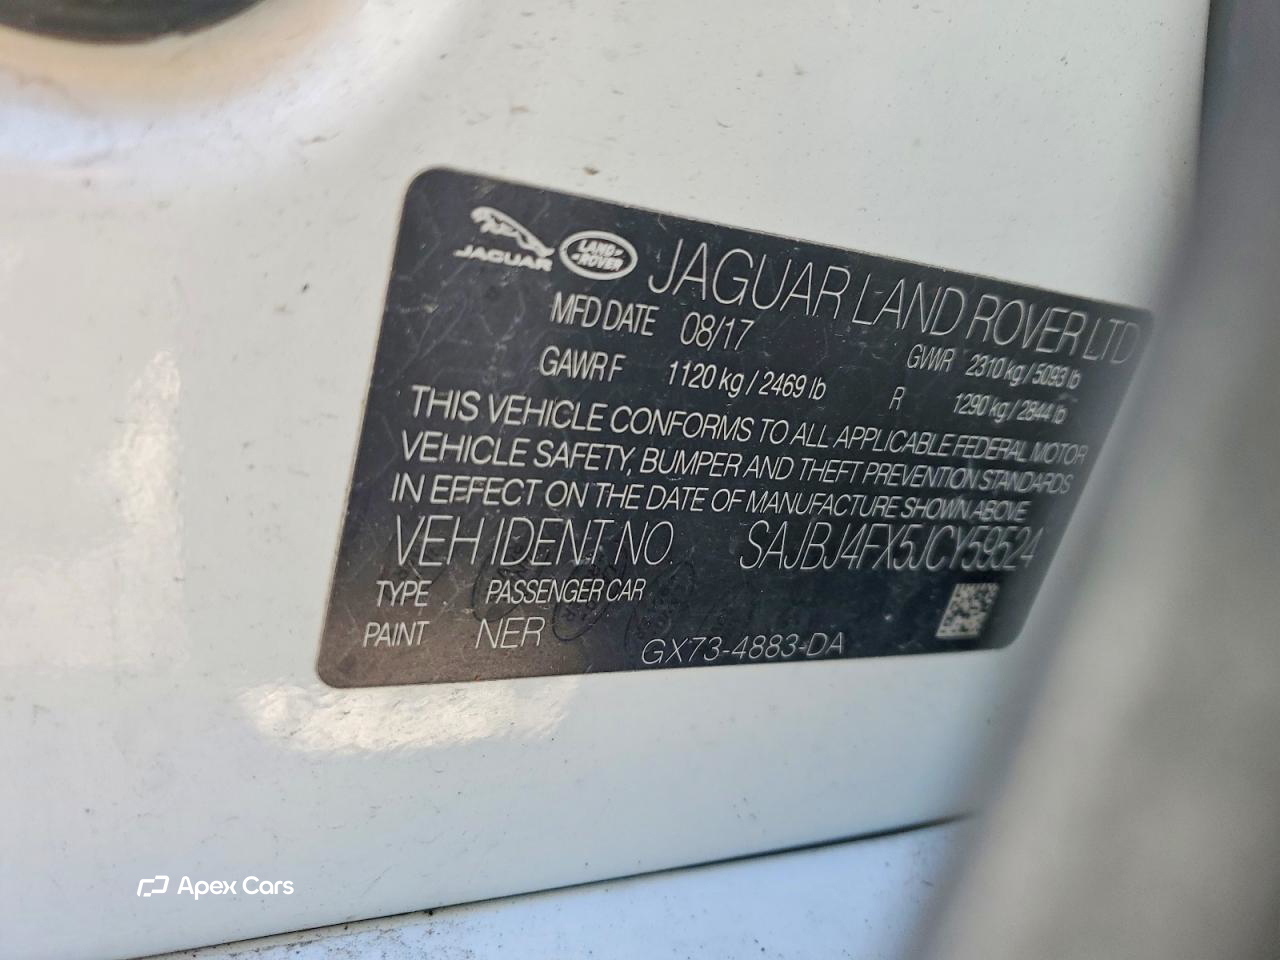 JAGUAR LAND ROVER JAGUAR LAND ROVER LTD
MFD DATE 08/17 GVWR 2310 kg / 5093 lb
GAWR F 1120 kg / 2469 lb R 1290 kg / 2844 lb
THIS VEHICLE CONFORMS TO ALL APPLICABLE FEDERAL MOTOR
VEHICLE SAFETY, BUMPER AND THEFT PREVENTION STANDARDS
IN EFFECT ON THE DATE OF MANUFACTURE SHOWN ABOVE
VEH IDENT NO. SAJBJ4FX5JCY59524
TYPE PASSENGER CAR
PAINT NER GX73-4883-DA
Apex Cars